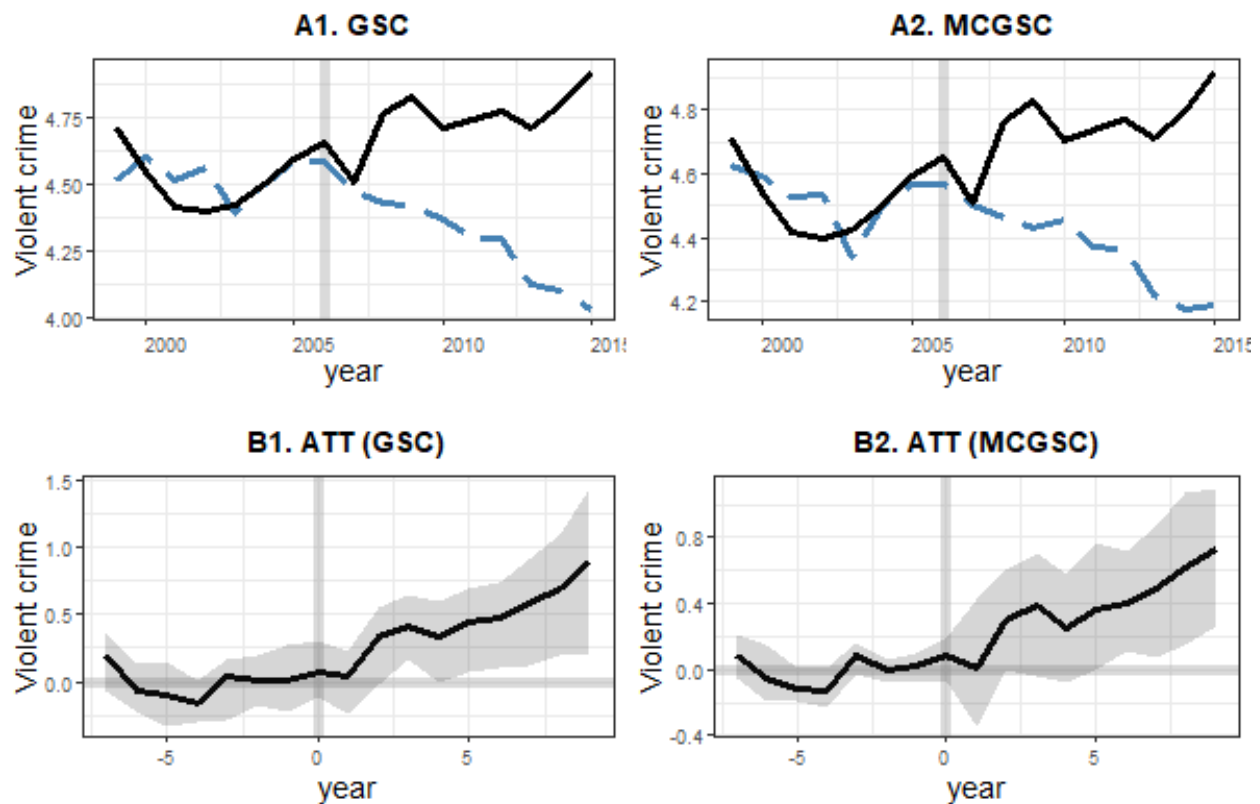 A1. GSC
Violent crime
4.75
4.50
4.25
4.00
2000 2005 2010 2015
year
A2. MCGSC
Violent crime
4.8
4.6
4.4
4.2
2000 2005 2010 2015
year
B1. ATT (GSC)
Violent crime
1.5
1.0
0.5
0.0
-5 0 5
year
B2. ATT (MCGSC)
Violent crime
0.8
0.4
0.0
-0.4
-5 0 5
year